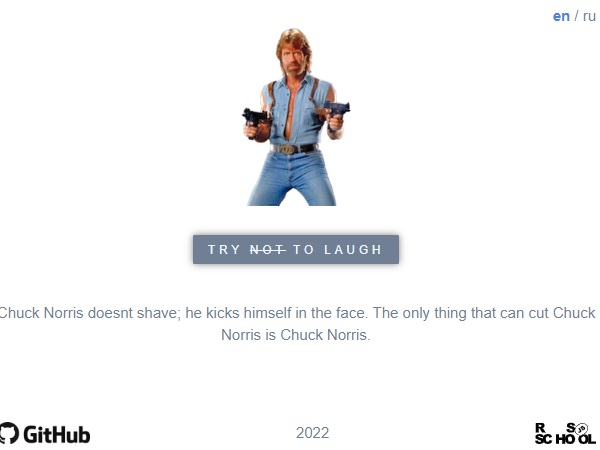 en / ru
TRY NOT TO LAUGH
Chuck Norris doesnt shave; he kicks himself in the face. The only thing that can cut Chuck
Norris is Chuck Norris.
GitHub
2022
RS
SCHOOL